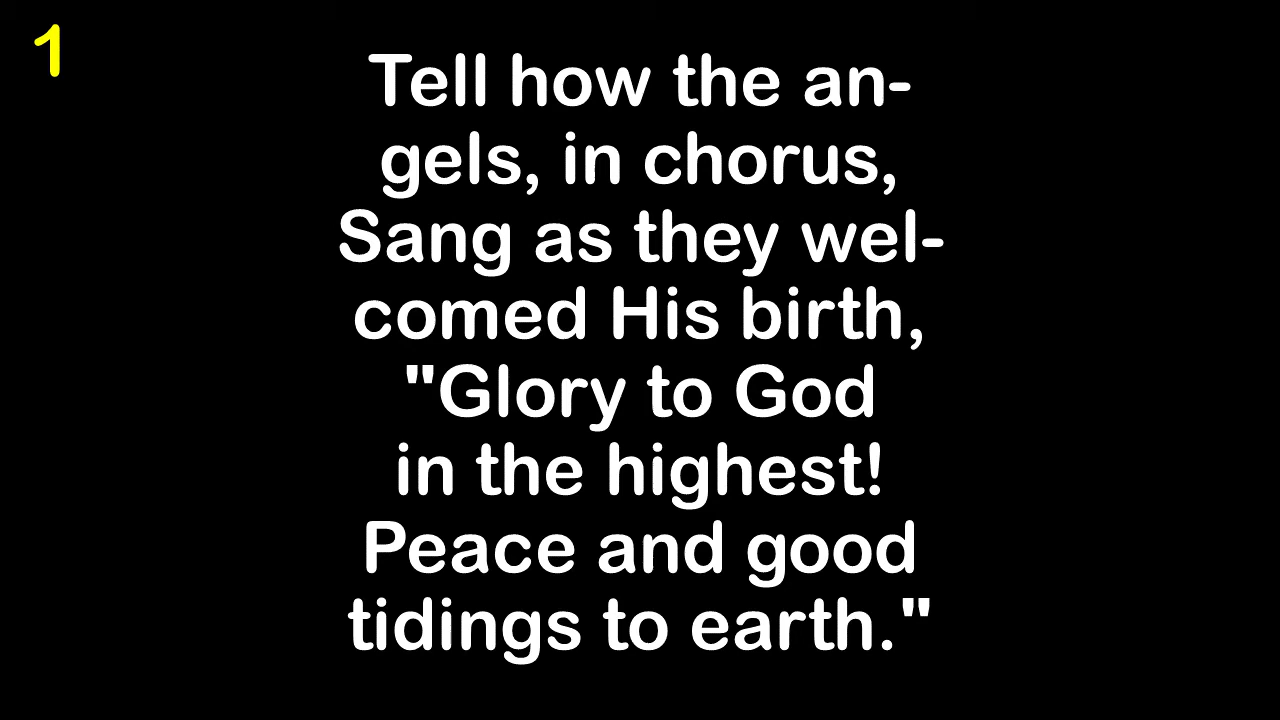 1
Tell how the an-
gels, in chorus,
Sang as they wel-
comed His birth,
"Glory to God
in the highest!
Peace and good
tidings to earth."